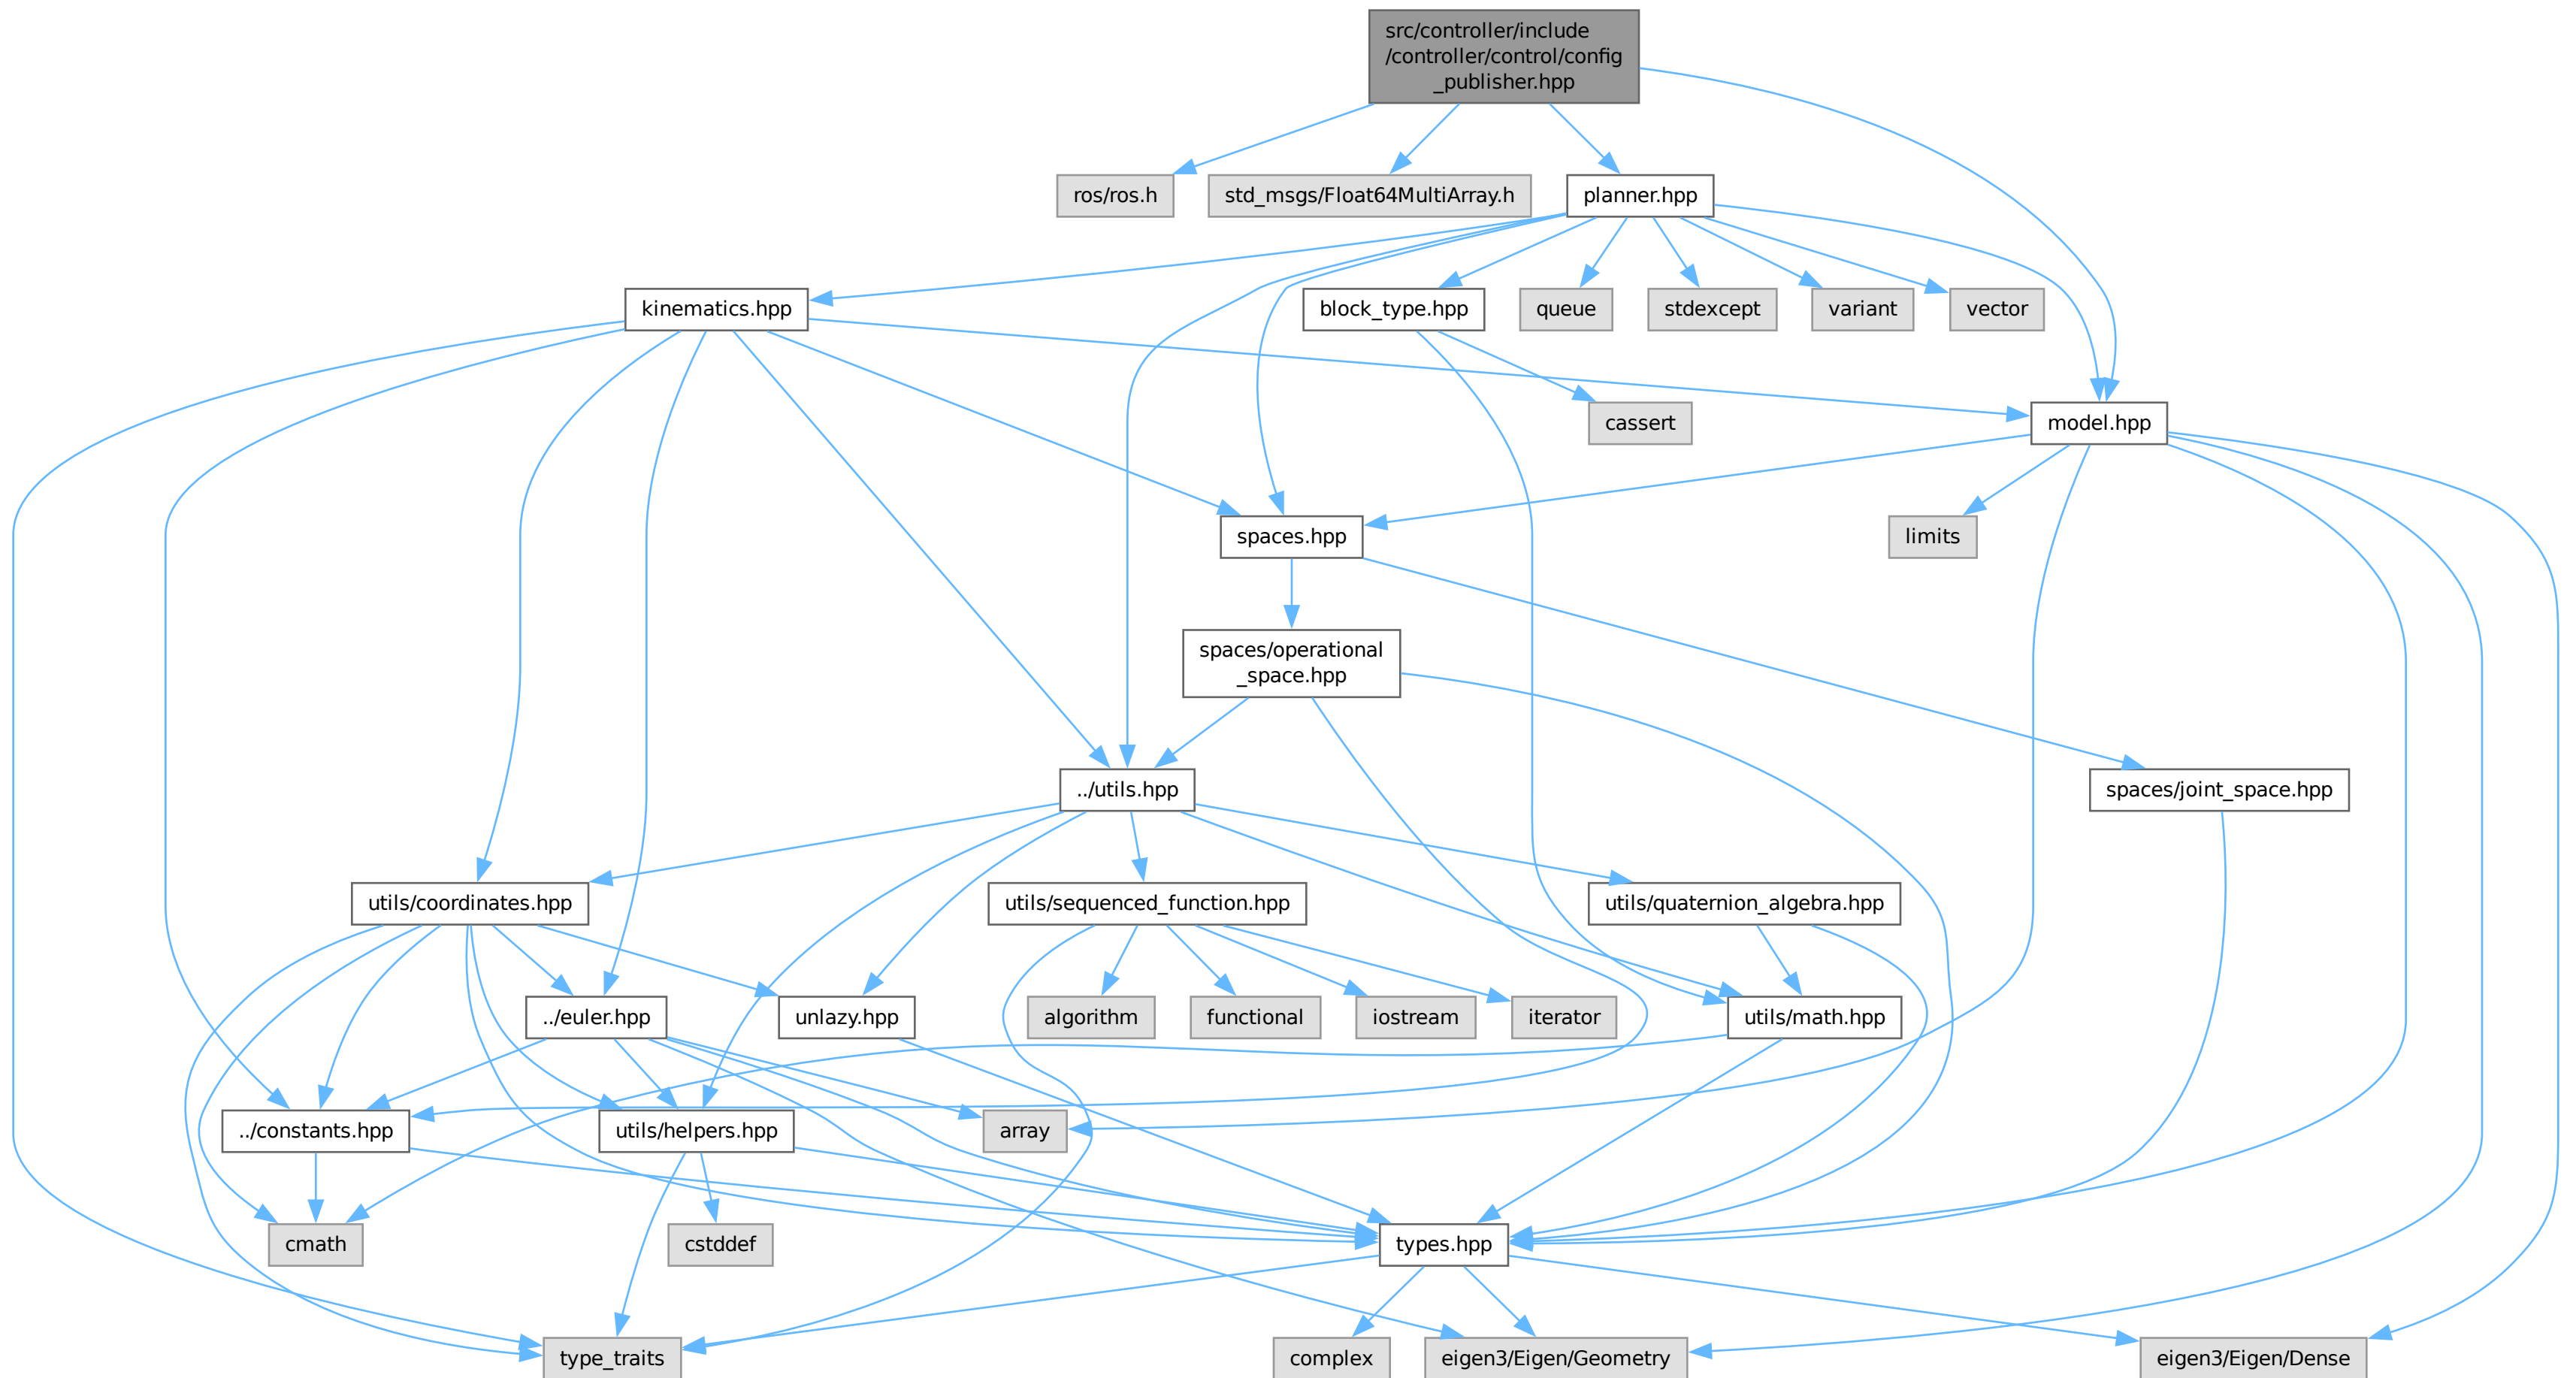 src/controller/include
/controller/control/config
_publisher.hpp
ros/ros.h
std_msgs/Float64MultiArray.h
planner.hpp
kinematics.hpp
block_type.hpp
queue
stdexcept
variant
vector
cassert
model.hpp
spaces.hpp
limits
spaces/operational
_space.hpp
../utils.hpp
spaces/joint_space.hpp
utils/coordinates.hpp
utils/sequenced_function.hpp
utils/quaternion_algebra.hpp
../euler.hpp
unlazy.hpp
algorithm
functional
iostream
iterator
utils/math.hpp
../constants.hpp
utils/helpers.hpp
array
cmath
cstddef
types.hpp
type_traits
complex
eigen3/Eigen/Geometry
eigen3/Eigen/Dense